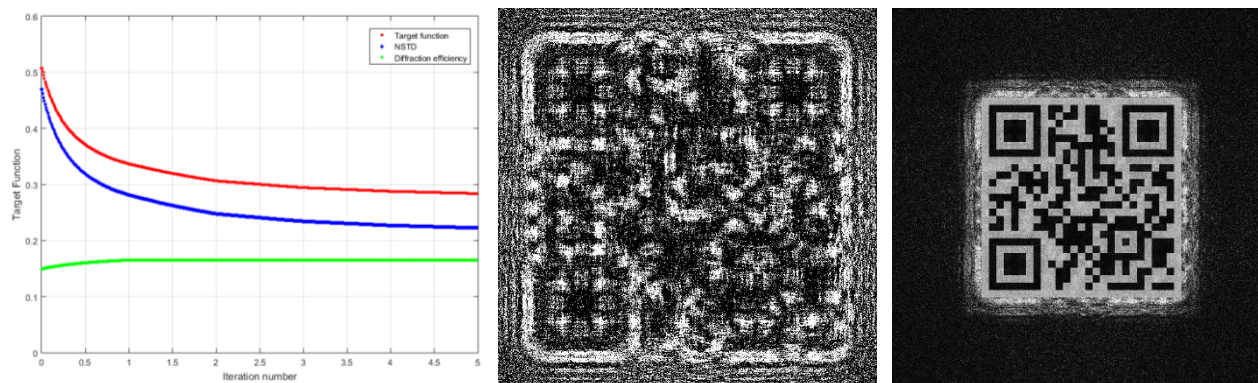 0.6
Target function
NSTD
Diffraction efficiency
0.5
0.4
0.3
0.2
0.1
0
Target Function
0 0.5 1 1.5 2 2.5 3 3.5 4 4.5 5
Iteration number